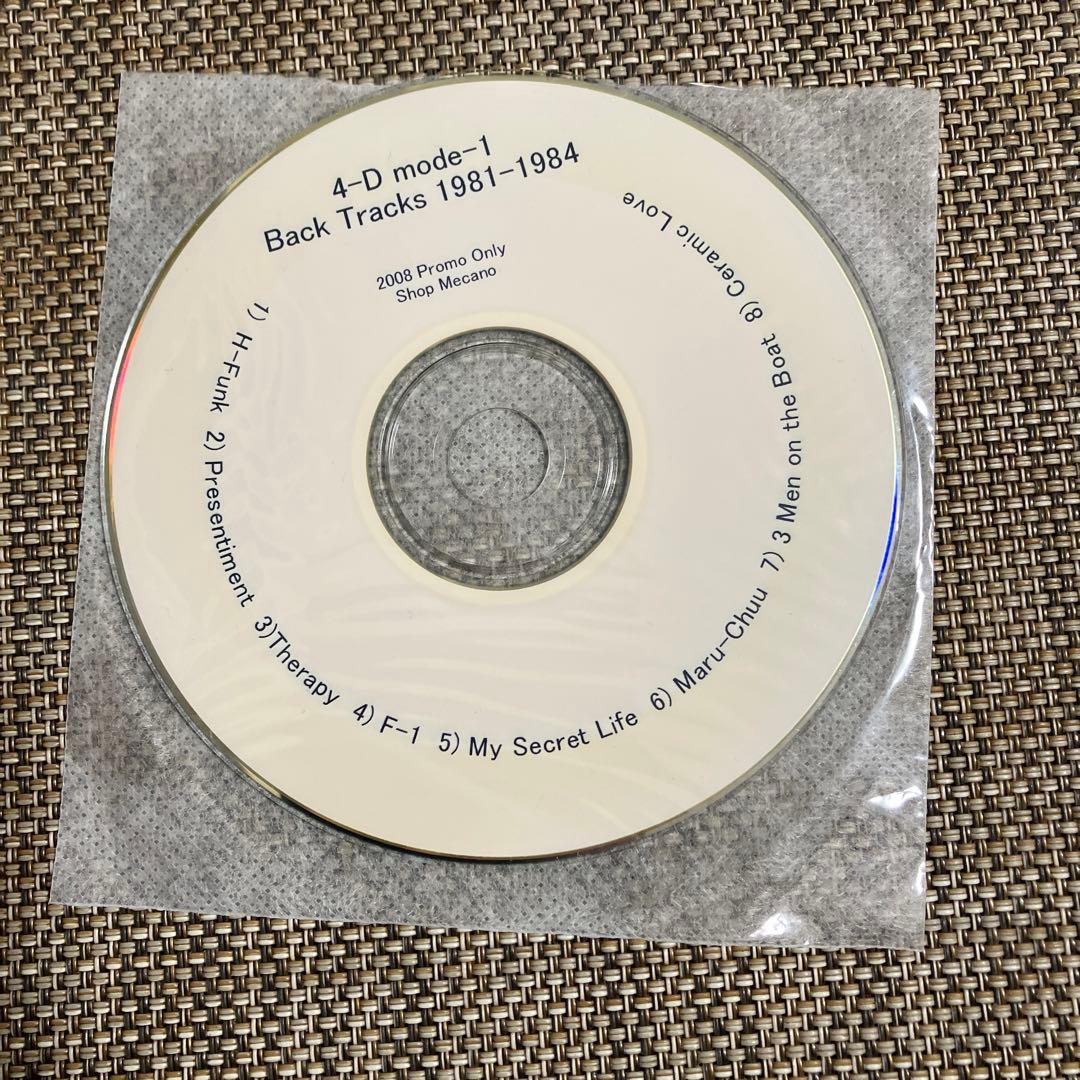 4-D mode-1
Back Tracks 1981-1984
2008 Promo Only
Shop Mecano
1) H-Funk 2) Presentiment 3)Therapy 4) F-1 5) My Secret Life 6) Maru-Chuu 7) 3 Men on the Boat 8) Ceramic Love